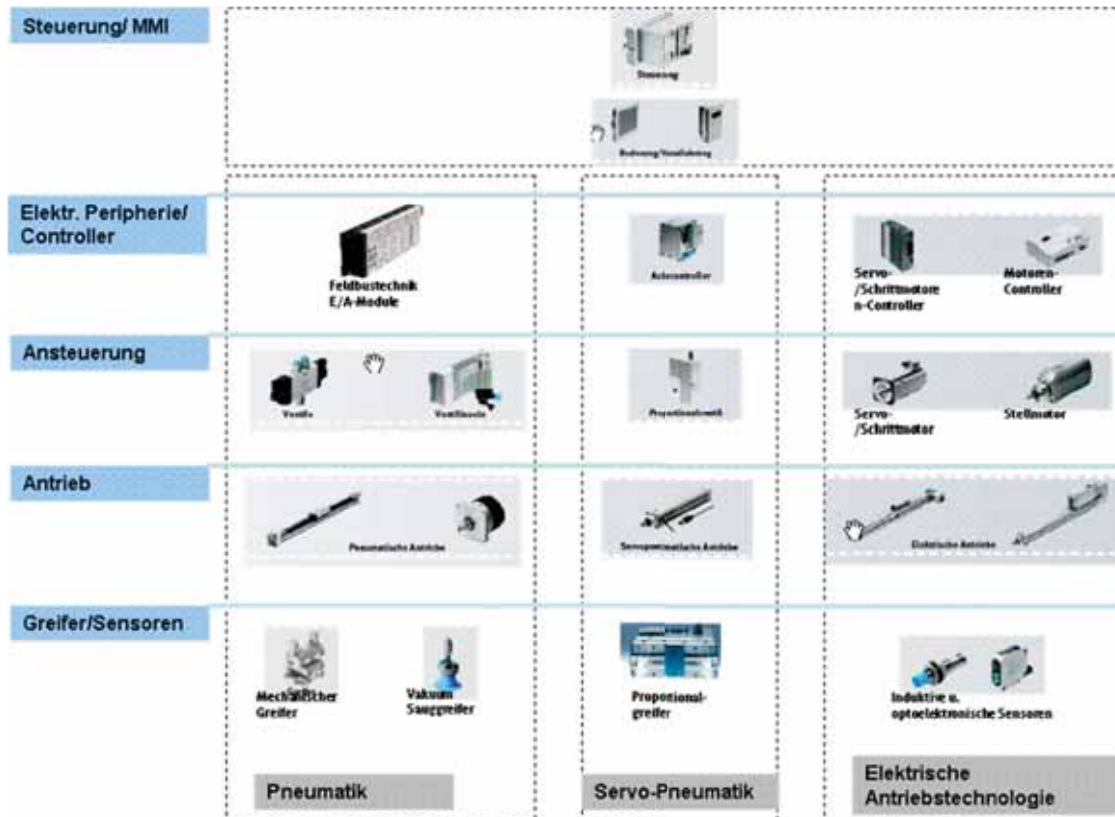 Steuerung/ MMI
Steuerung
Bedienung/Visualisierung
Elektr. Peripherie/
Controller
Feldbustechnik
E/A-Module
Achscontroller
Servo-
/Schrittmotore
n-Controller
Motoren-
Controller
Ansteuerung
Ventile
Ventilinseln
Proportionalventil
Servo-
/Schrittmotor
Stellmotor
Antrieb
Pneumatische Antriebe
Servopneumatische Antriebe
Elektrische Antriebe
Greifer/Sensoren
Mechanischer
Greifer
Vakuum
Sauggreifer
Proportional-
greifer
Induktive u.
optoelektronische Sensoren
Pneumatik
Servo-Pneumatik
Elektrische
Antriebstechnologie